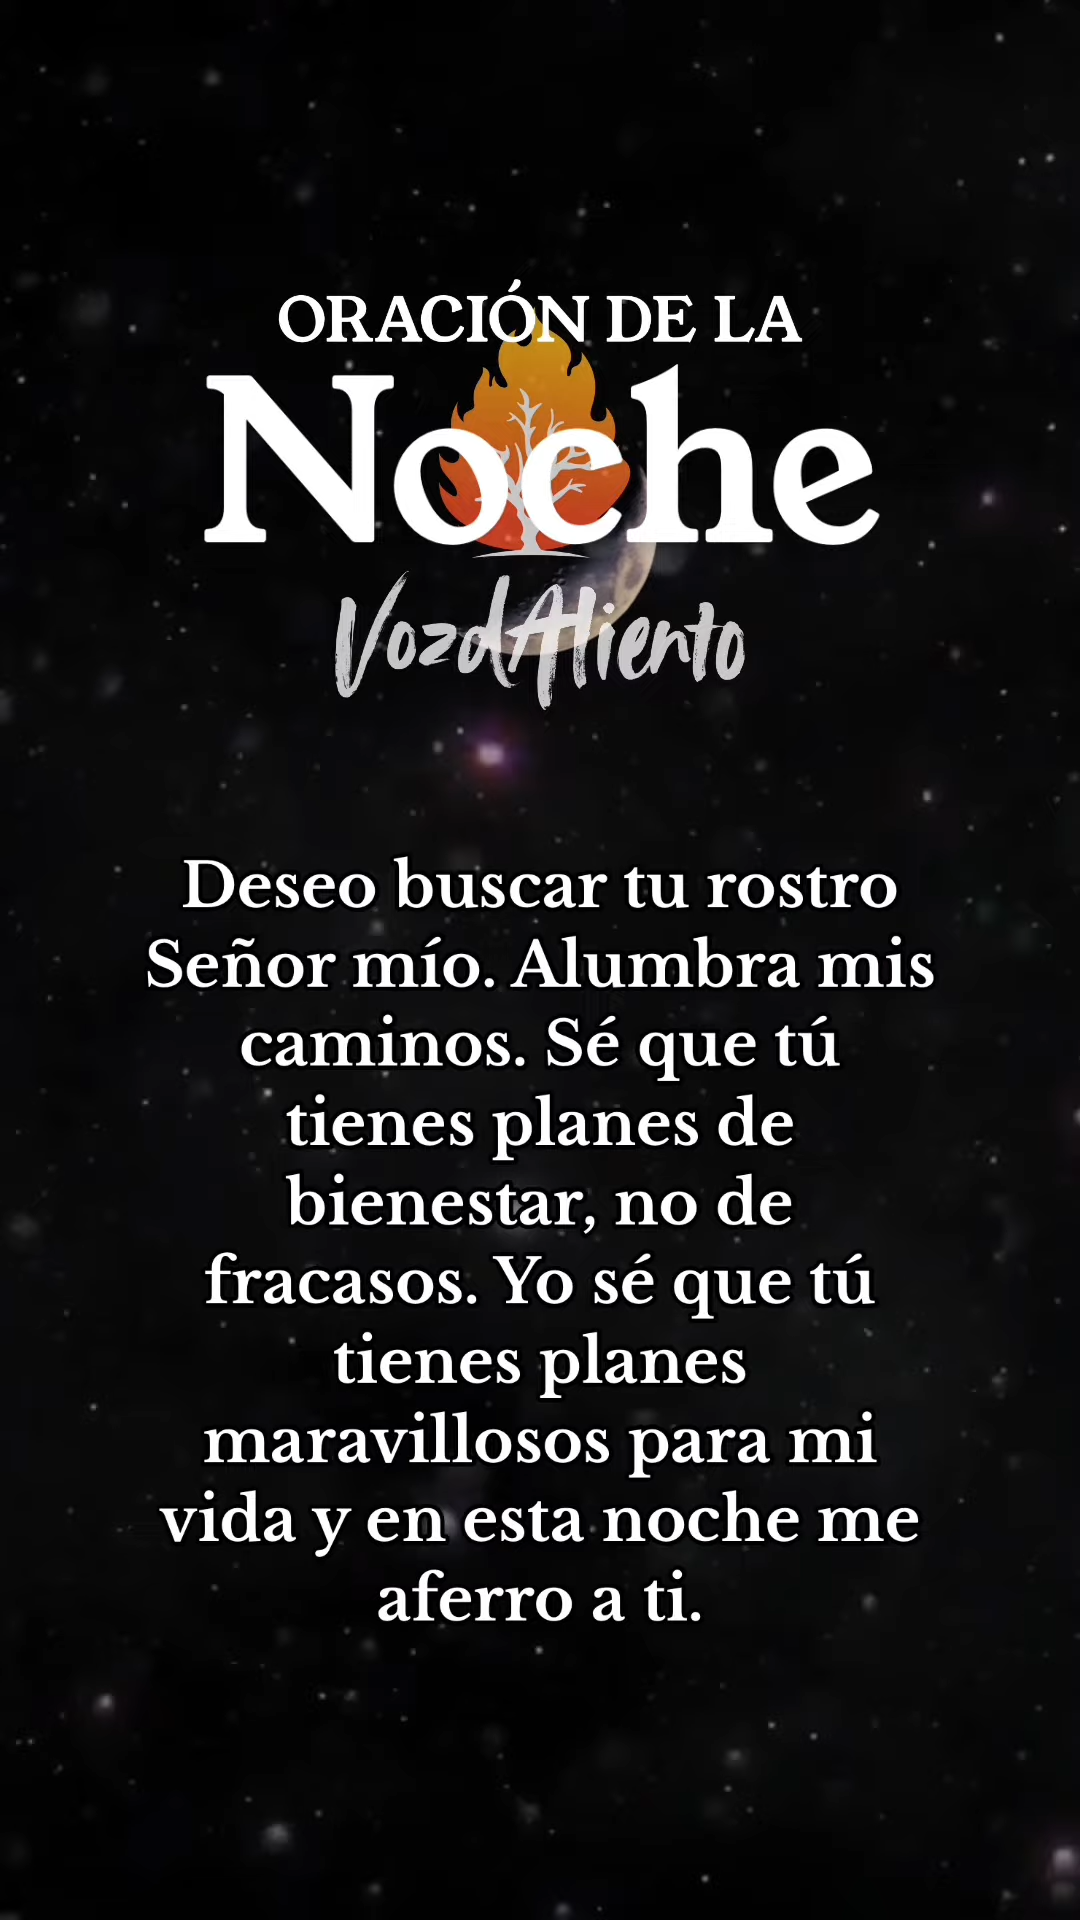 ORACIÓN DE LA
Noche
VozdAliento
Deseo buscar tu rostro
Señor mío. Alumbra mis
caminos. Sé que tú
tienes planes de
bienestar, no de
fracasos. Yo sé que tú
tienes planes
maravillosos para mi
vida y en esta noche me
aferro a ti.